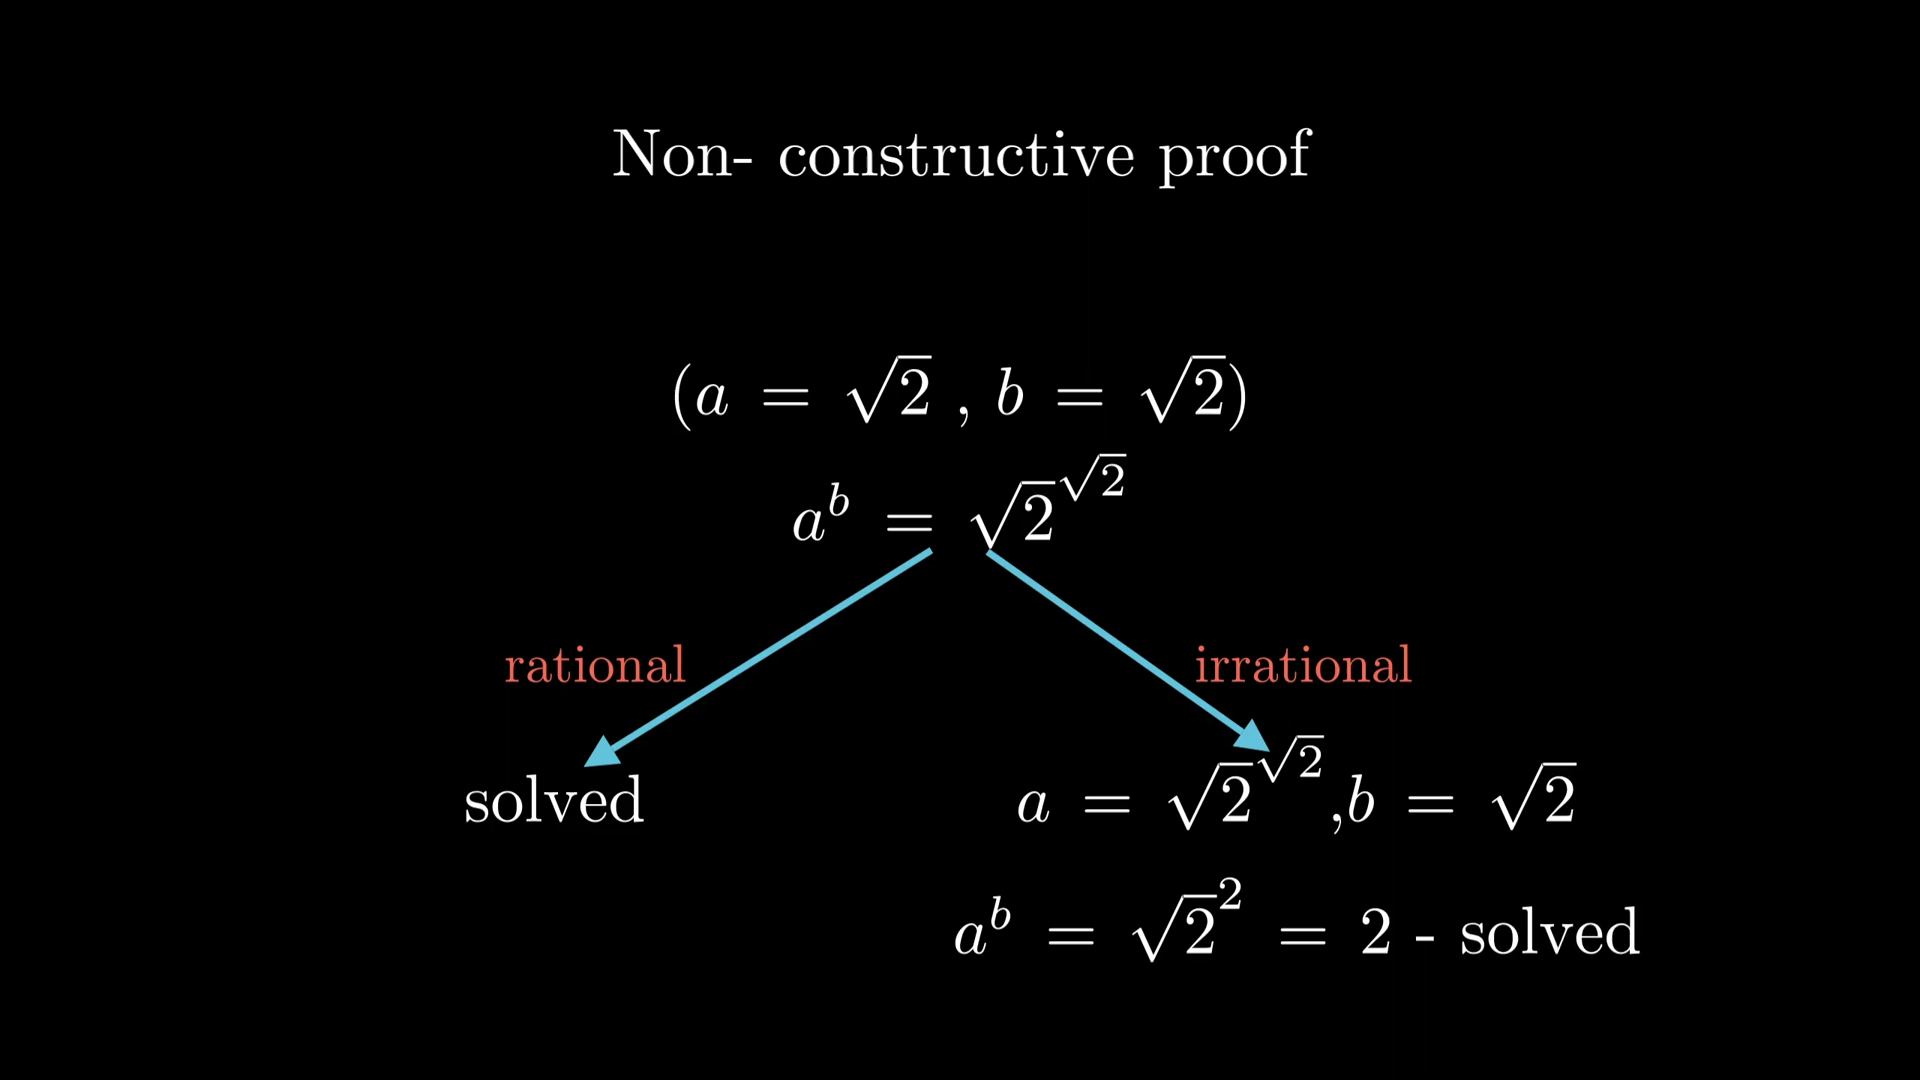 Non- constructive proof
(a = √2 , b = √2)
a^b = √2^√2
rational
irrational
solved
a = √2^√2 ,b = √2
a^b = √2^2 = 2 - solved